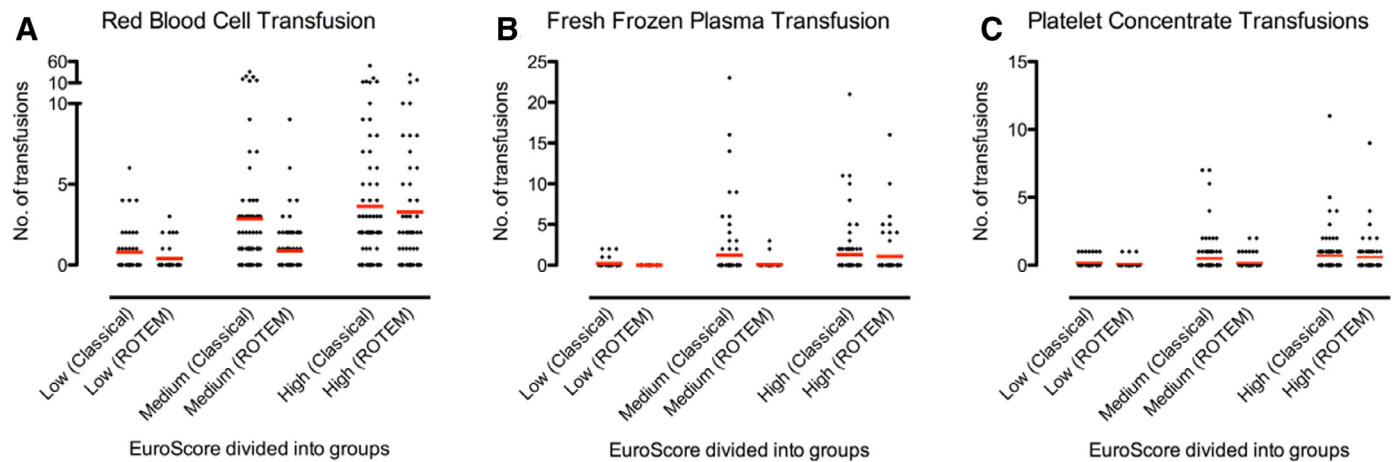 A
Red Blood Cell Transfusion
No. of transfusions
60
10
10
5
0
Low (Classical)
Low (ROTEM)
Medium (Classical)
Medium (ROTEM)
High (Classical)
High (ROTEM)
EuroScore divided into groups
B
Fresh Frozen Plasma Transfusion
No. of transfusions
25
20
15
10
5
0
Low (Classical)
Low (ROTEM)
Medium (Classical)
Medium (ROTEM)
High (Classical)
High (ROTEM)
EuroScore divided into groups
C
Platelet Concentrate Transfusions
No. of transfusions
15
10
5
0
Low (Classical)
Low (ROTEM)
Medium (Classical)
Medium (ROTEM)
High (Classical)
High (ROTEM)
EuroScore divided into groups